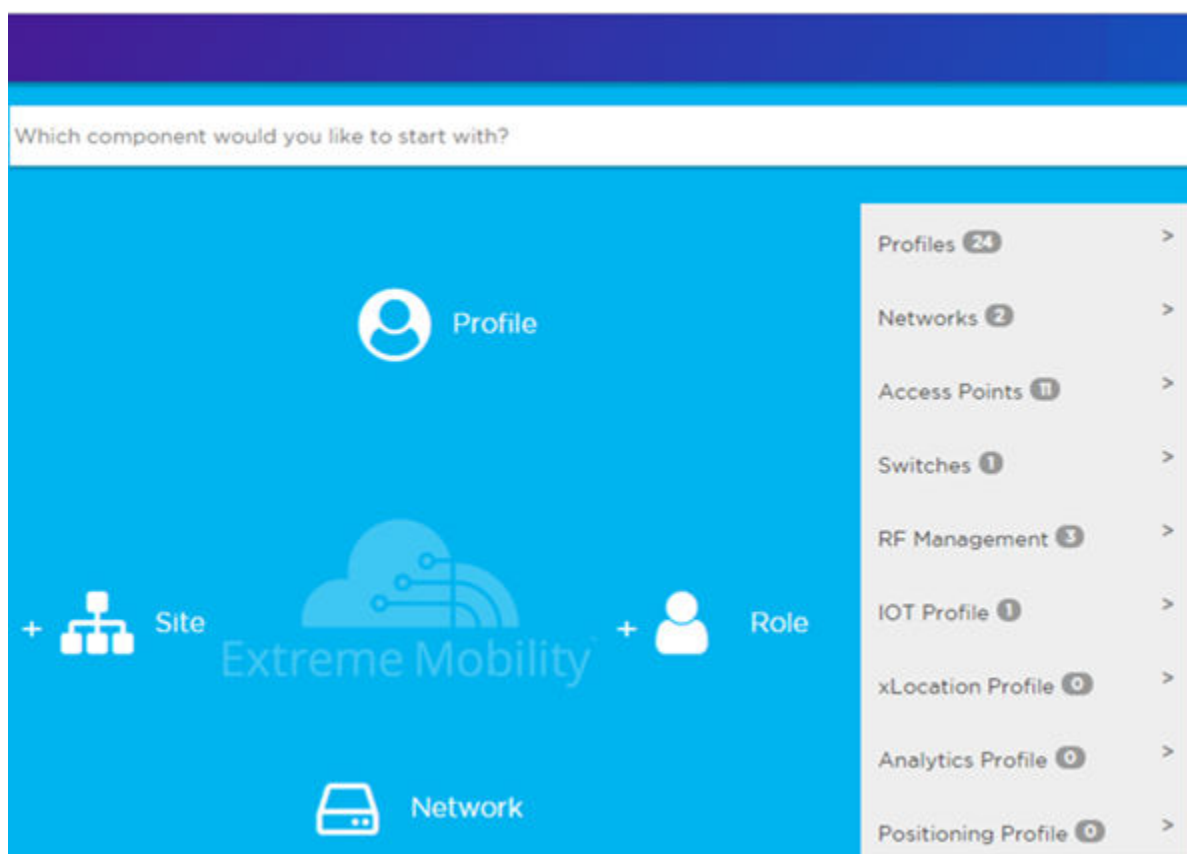 Which component would you like to start with?
Profile
+ Site
Extreme Mobility
+ Role
Network
Profiles 24 >
Networks 2 >
Access Points 11 >
Switches 1 >
RF Management 3 >
IOT Profile 1 >
xLocation Profile 0 >
Analytics Profile 0 >
Positioning Profile 0 >